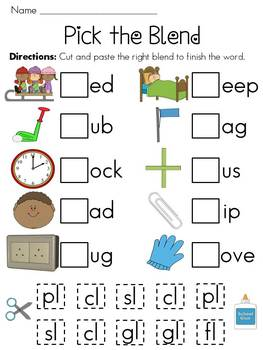 Name
Pick the Blend
Directions: Cut and paste the right blend to finish the word.
ed eep
ub ag
ock us
ad ip
ug ove
pl cl sl cl pl
sl cl gl gl fl
School Glue